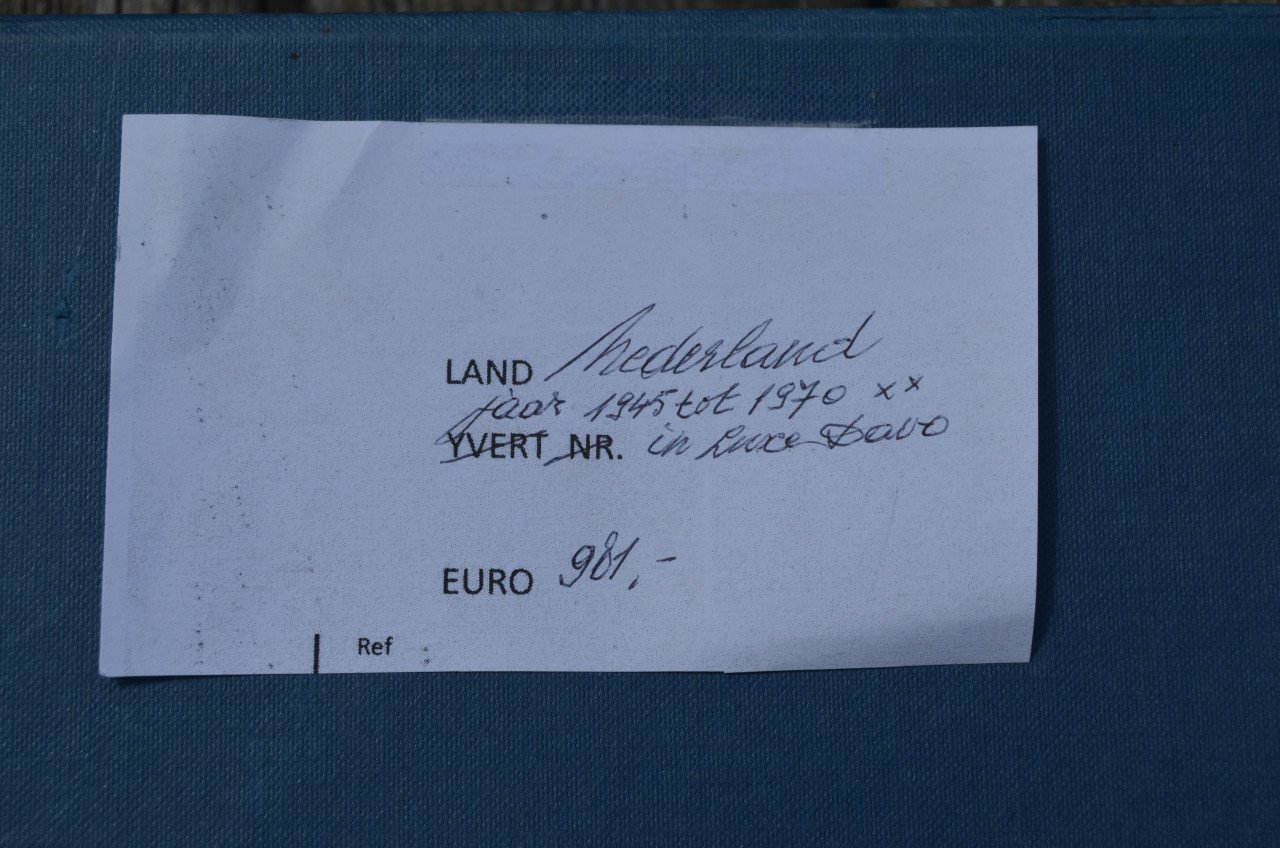 LAND Nederland
jaar 1945 tot 1970 xx
YVERT NR. in Luxe Davo
EURO 981,-
Ref :